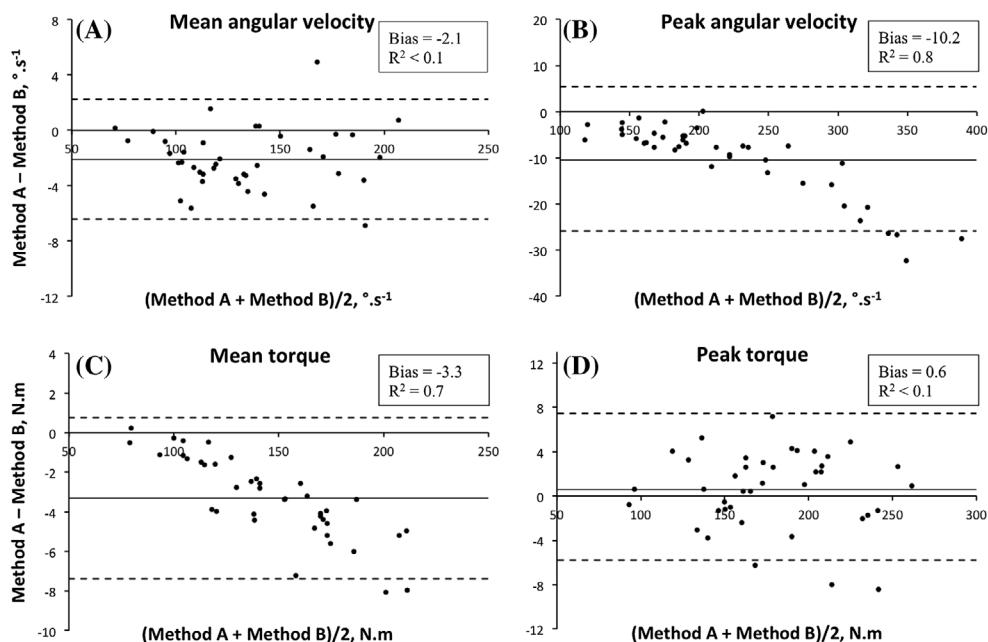 (A)
Mean angular velocity
Bias = -2.1
R² < 0.1
8
4
0
-4
-8
-12
50
100
150
200
250
Method A – Method B, °.s⁻¹
(Method A + Method B)/2, °.s⁻¹
(B)
Peak angular velocity
Bias = -10.2
R² = 0.8
20
10
0
-10
-20
-30
-40
100
150
200
250
300
350
400
(Method A + Method B)/2, °.s⁻¹
(C)
Mean torque
Bias = -3.3
R² = 0.7
4
2
0
-2
-4
-6
-8
-10
50
100
150
200
250
Method A – Method B, N.m
(Method A + Method B)/2, N.m
(D)
Peak torque
Bias = 0.6
R² < 0.1
12
8
4
0
-4
-8
-12
50
100
150
200
250
300
(Method A + Method B)/2, N.m